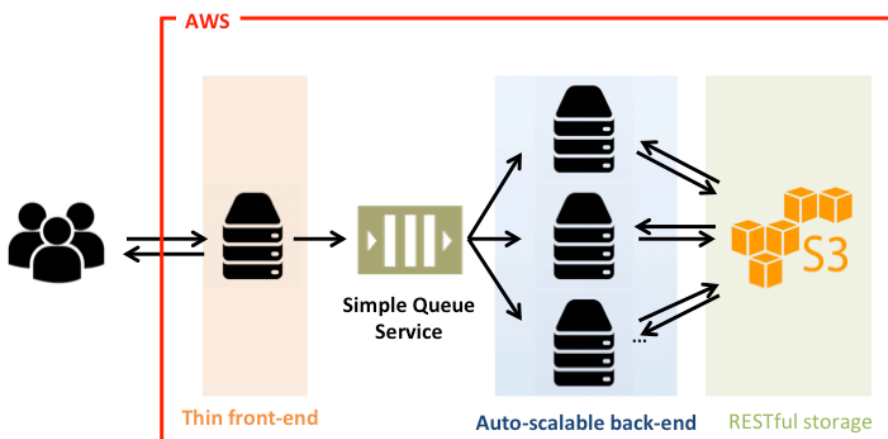 AWS
Simple Queue
Service
S3
...
Thin front-end
Auto-scalable back-end
RESTful storage